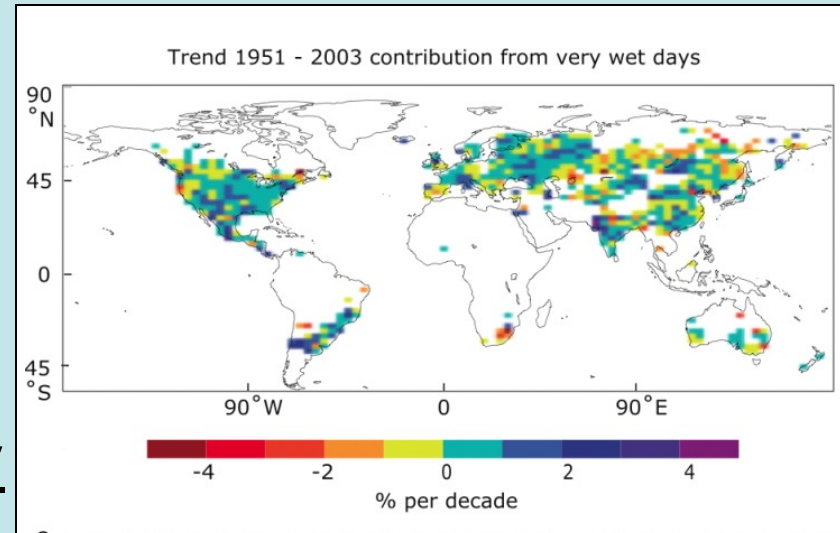 Trend 1951 - 2003 contribution from very wet days
90
°N
45
0
45
°S
90°W 0 90°E
-4 -2 0 2 4
% per decade